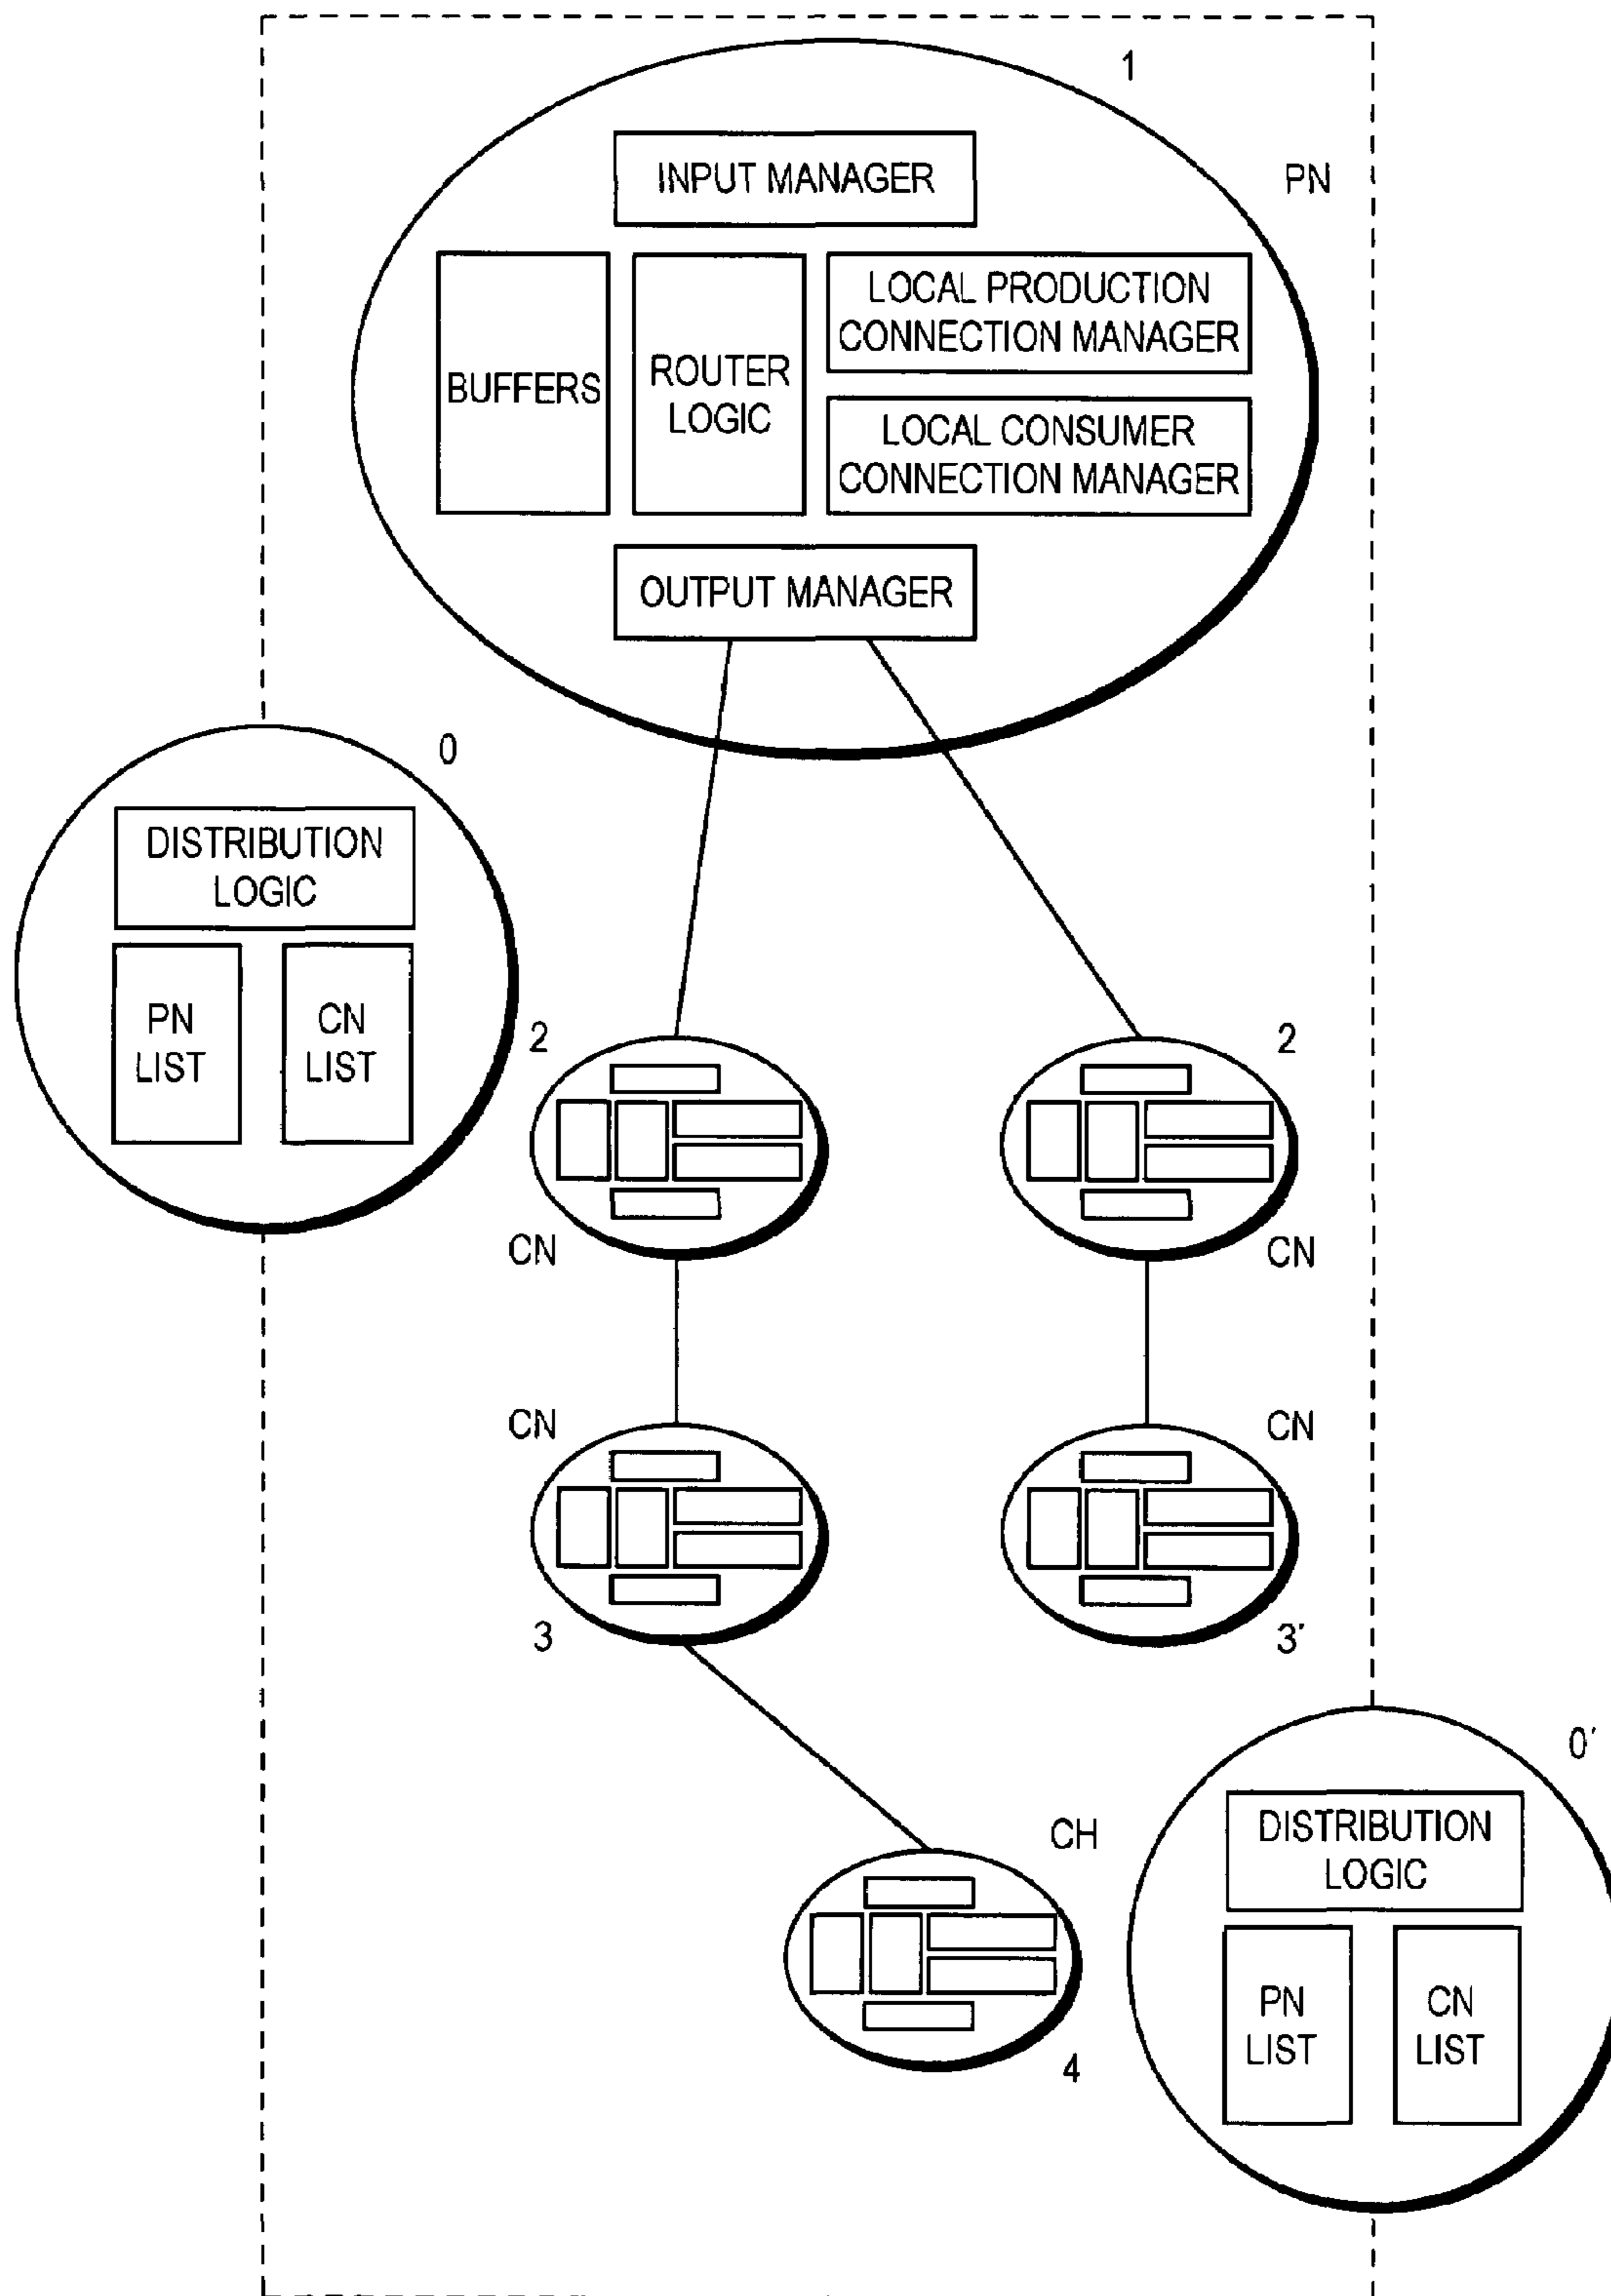 1
PN
INPUT MANAGER
BUFFERS
ROUTER
LOGIC
LOCAL PRODUCTION
CONNECTION MANAGER
LOCAL CONSUMER
CONNECTION MANAGER
OUTPUT MANAGER
0
DISTRIBUTION
LOGIC
PN
LIST
CN
LIST
2
CN
2
CN
CN
3
CN
3'
CH
4
0'
DISTRIBUTION
LOGIC
PN
LIST
CN
LIST